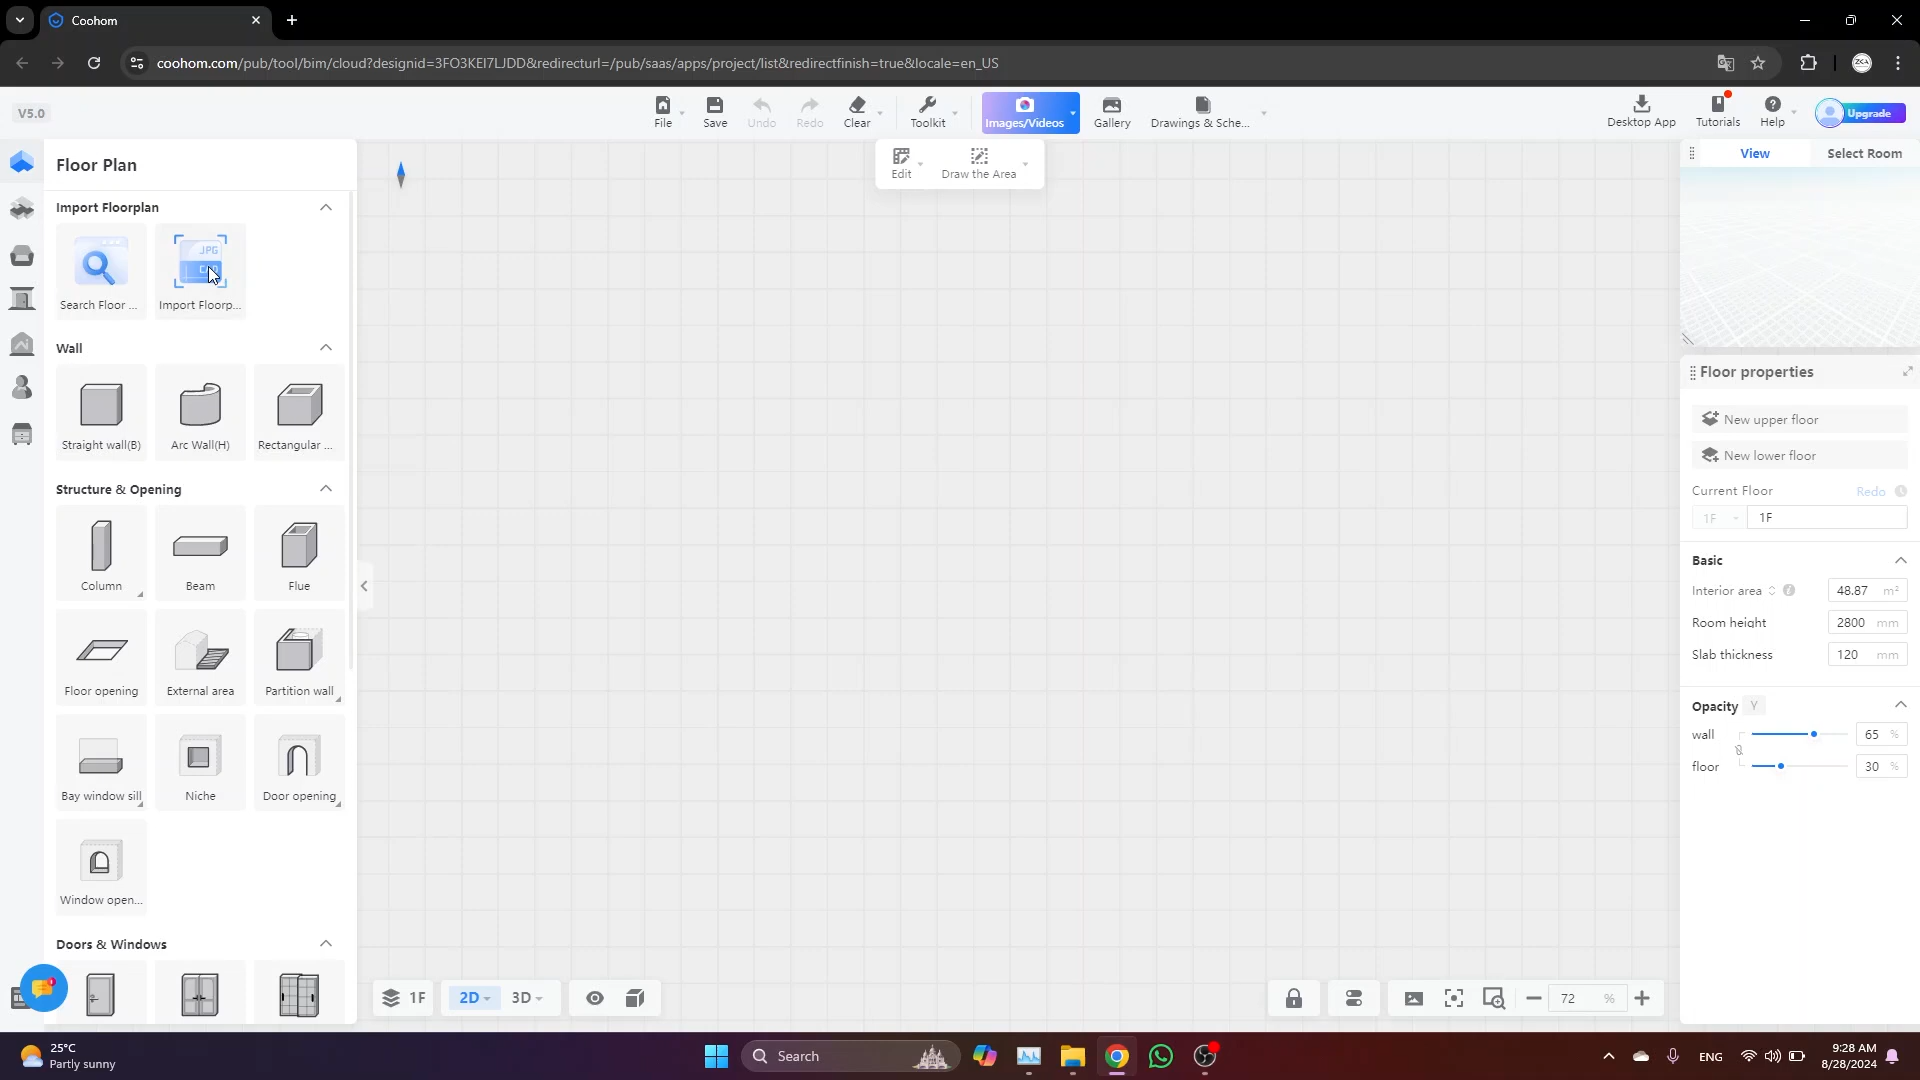 Coohom
coohom.com/pub/tool/bim/cloud?designid=3FO3KEI7LJDD&redirecturl=/pub/saas/apps/project/list&redirectfinish=true&locale=en_US
V5.0
File
Save
Undo
Redo
Clear
Toolkit
Images/Videos
Gallery
Drawings & Sche...
Desktop App
Tutorials
Help
Upgrade
Floor Plan
Edit
Draw the Area
View
Select Room
Import Floorplan
JPG
CAD
Search Floor ...
Import Floorp...
Wall
Straight wall(B)
Arc Wall(H)
Rectangular ...
Structure & Opening
Column
Beam
Flue
Floor opening
External area
Partition wall
Bay window sill
Niche
Door opening
Window open...
Doors & Windows
Floor properties
New upper floor
New lower floor
Current Floor
Redo
1F
1F
Basic
Interior area
48.87 m²
Room height
2800 mm
Slab thickness
120 mm
Opacity Y
wall
65 %
floor
30 %
1F
2D
3D
72 %
25°C
Partly sunny
Search
ENG
9:28 AM
8/28/2024